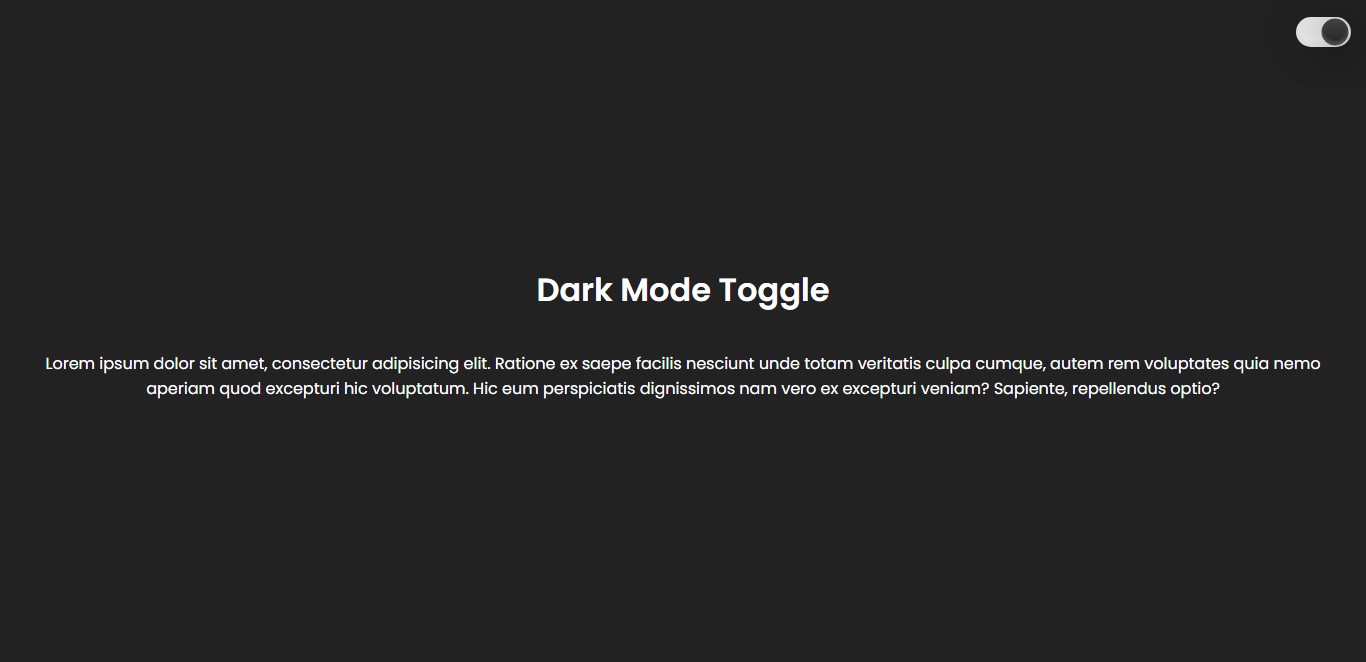 Dark Mode Toggle
Lorem ipsum dolor sit amet, consectetur adipisicing elit. Ratione ex saepe facilis nesciunt unde totam veritatis culpa cumque, autem rem voluptates quia nemo
aperiam quod excepturi hic voluptatum. Hic eum perspiciatis dignissimos nam vero ex excepturi veniam? Sapiente, repellendus optio?